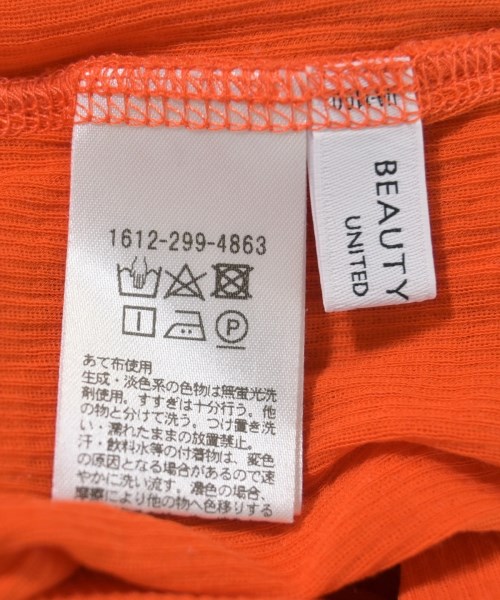 1612-299-4863
P
あて布使用
生成・淡色系の色物は無蛍光洗
剤使用。すすぎは十分行う。他
の物と分けて洗う。つけ置き洗
い・濡れたままの放置禁止。
汗・飲料水等の付着物は、変色
の原因となる場合があるので速
やかに洗い流す。濃色の場合、
摩擦により他の物へ色移りする
BEAUTY
UNITED